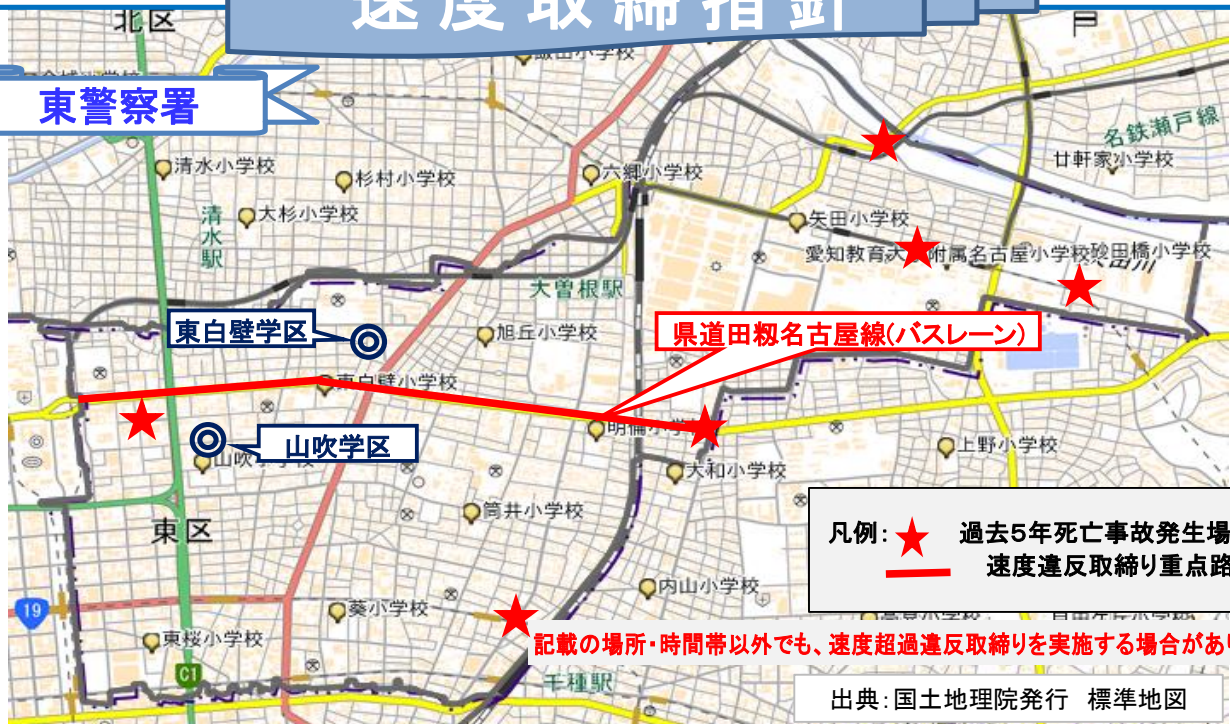 速度取締指針
北区
東警察署
飯田小学校
名鉄瀬戸線
廿軒家小学校
清水小学校
杉村小学校
六郷小学校
大杉小学校
清水駅
矢田小学校
愛知教育大 附属名古屋小学校
砂田橋小学校
大曽根駅
東白壁学区
旭丘小学校
県道田籾名古屋線(バスレーン)
東白壁小学校
明倫小学校
山吹学区
山吹小学校
上野小学校
大和小学校
筒井小学校
東区
凡例:★ 過去5年死亡事故発生場
速度違反取締り重点路
内山小学校
19
葵小学校
東桜小学校
記載の場所・時間帯以外でも、速度超過違反取締りを実施する場合があ
C1
千種駅
出典:国土地理院発行 標準地図